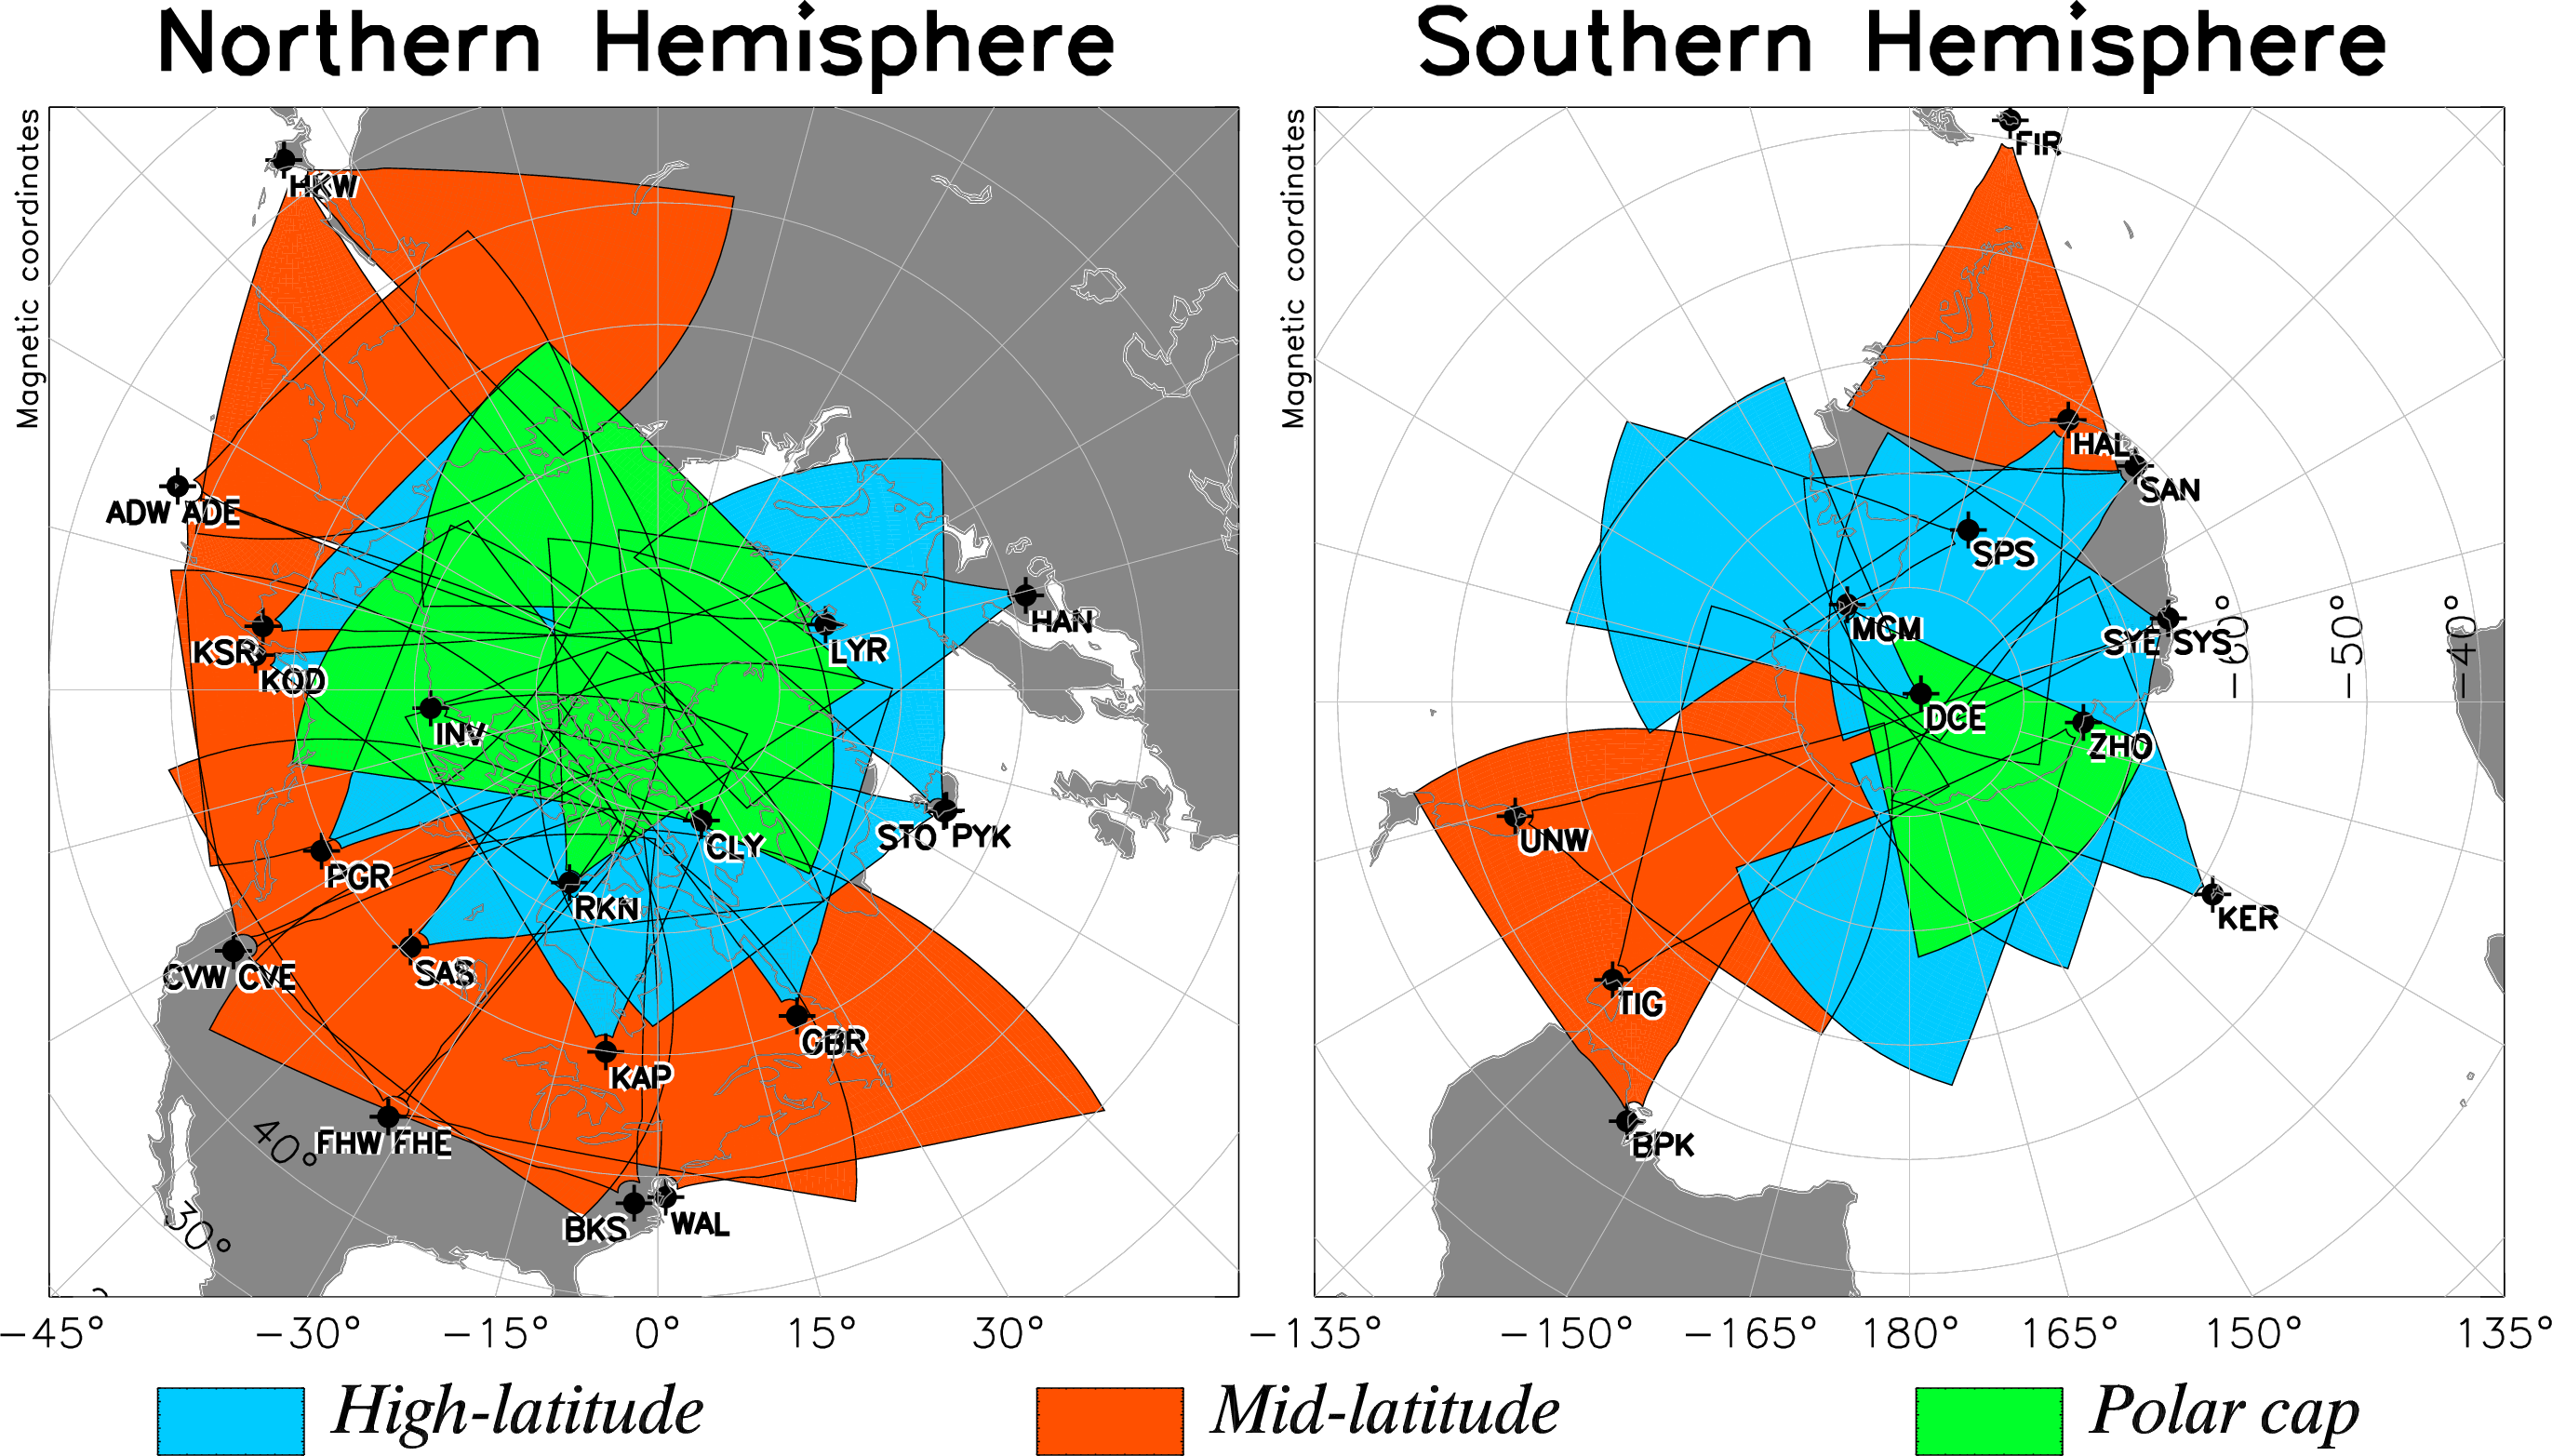 Northern Hemisphere
Southern Hemisphere
Magnetic coordinates
Magnetic coordinates
HKW
ADW ADE
KSR
KOD
INV
PGR
CVW CVE
SAS
FHW FHE
RKN
CLY
KAP
GBR
BKS
WAL
LYR
HAN
STO PYK
40°
30°
FIR
HAL
SAN
SPS
MCM
SYE SYS
DCE
ZHO
KER
UNW
TIG
BPK
−60°
−50°
−40°
−45°
−30°
−15°
0°
15°
30°
−135°
−150°
−165°
180°
165°
150°
135°
High-latitude
Mid-latitude
Polar cap